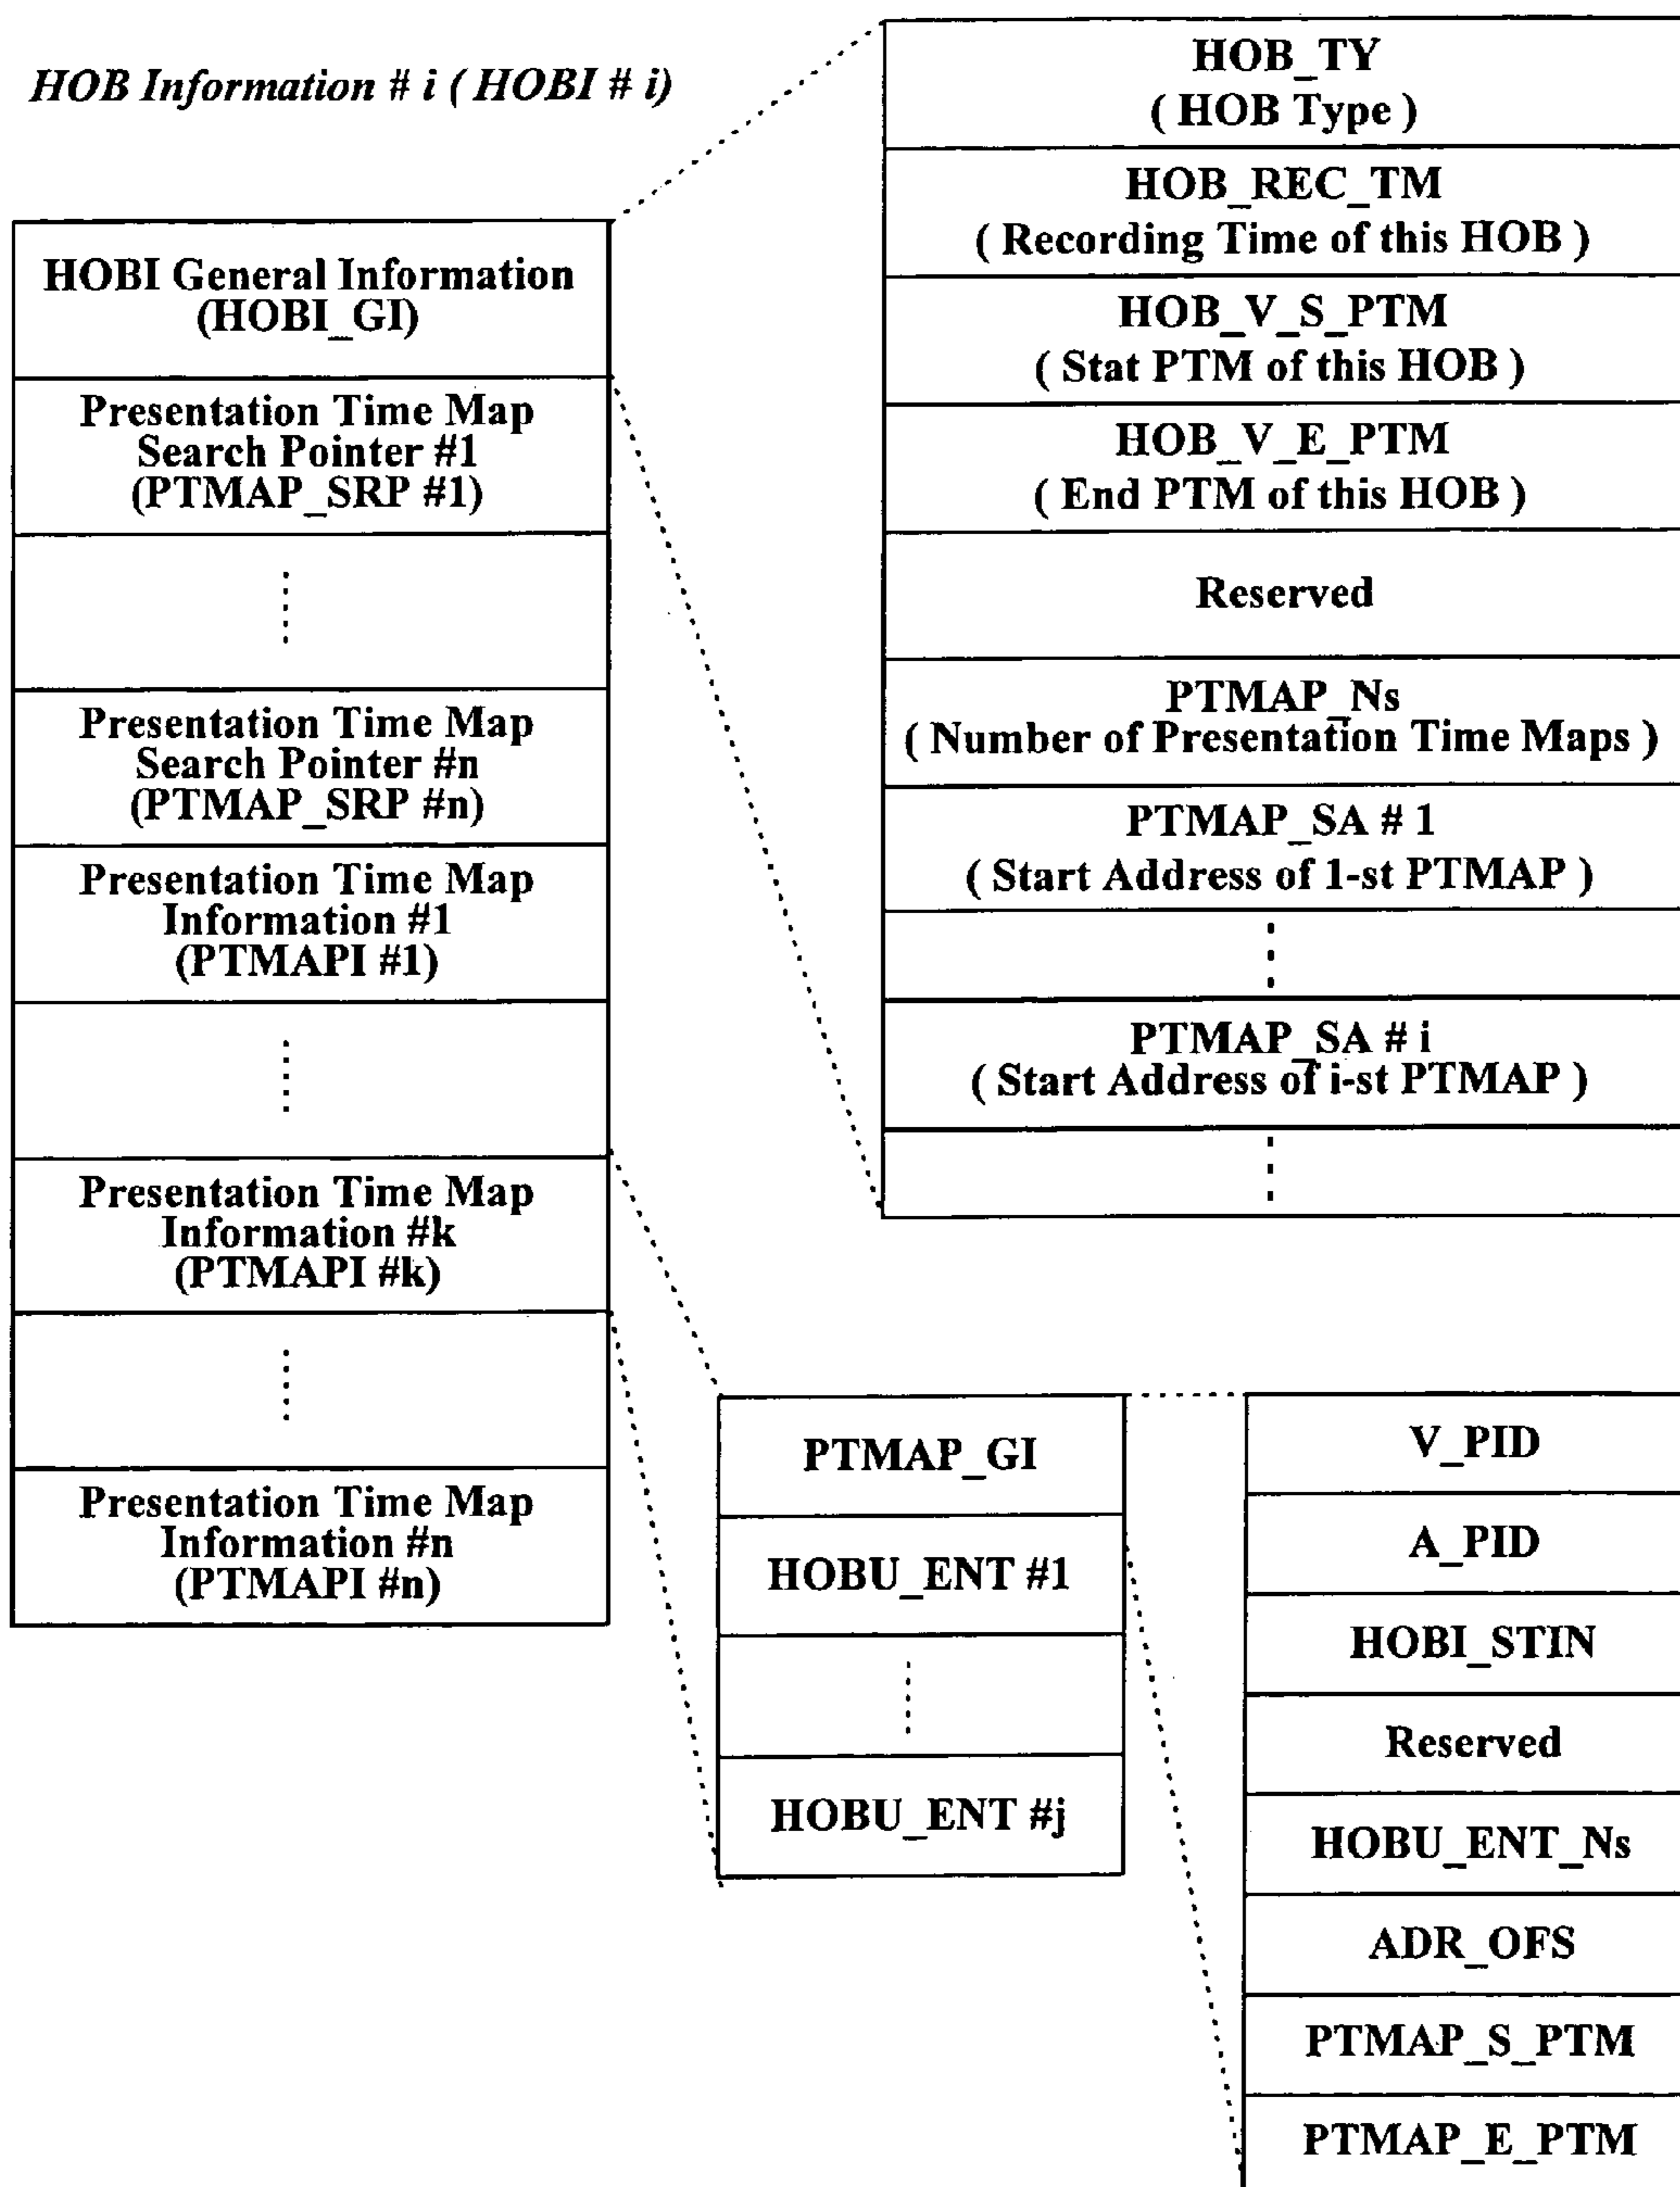 HOB Information # i ( HOBI # i)
HOBI General Information
(HOBI_GI)
Presentation Time Map
Search Pointer #1
(PTMAP_SRP #1)
Presentation Time Map
Search Pointer #n
(PTMAP_SRP #n)
Presentation Time Map
Information #1
(PTMAPI #1)
Presentation Time Map
Information #k
(PTMAPI #k)
Presentation Time Map
Information #n
(PTMAPI #n)
HOB_TY
( HOB Type )
HOB_REC_TM
( Recording Time of this HOB )
HOB_V_S_PTM
( Stat PTM of this HOB )
HOB_V_E_PTM
( End PTM of this HOB )
Reserved
PTMAP_Ns
( Number of Presentation Time Maps )
PTMAP_SA # 1
( Start Address of 1-st PTMAP )
PTMAP_SA # i
( Start Address of i-st PTMAP )
PTMAP_GI
HOBU_ENT #1
HOBU_ENT #j
V_PID
A_PID
HOBI_STIN
Reserved
HOBU_ENT_Ns
ADR_OFS
PTMAP_S_PTM
PTMAP_E_PTM